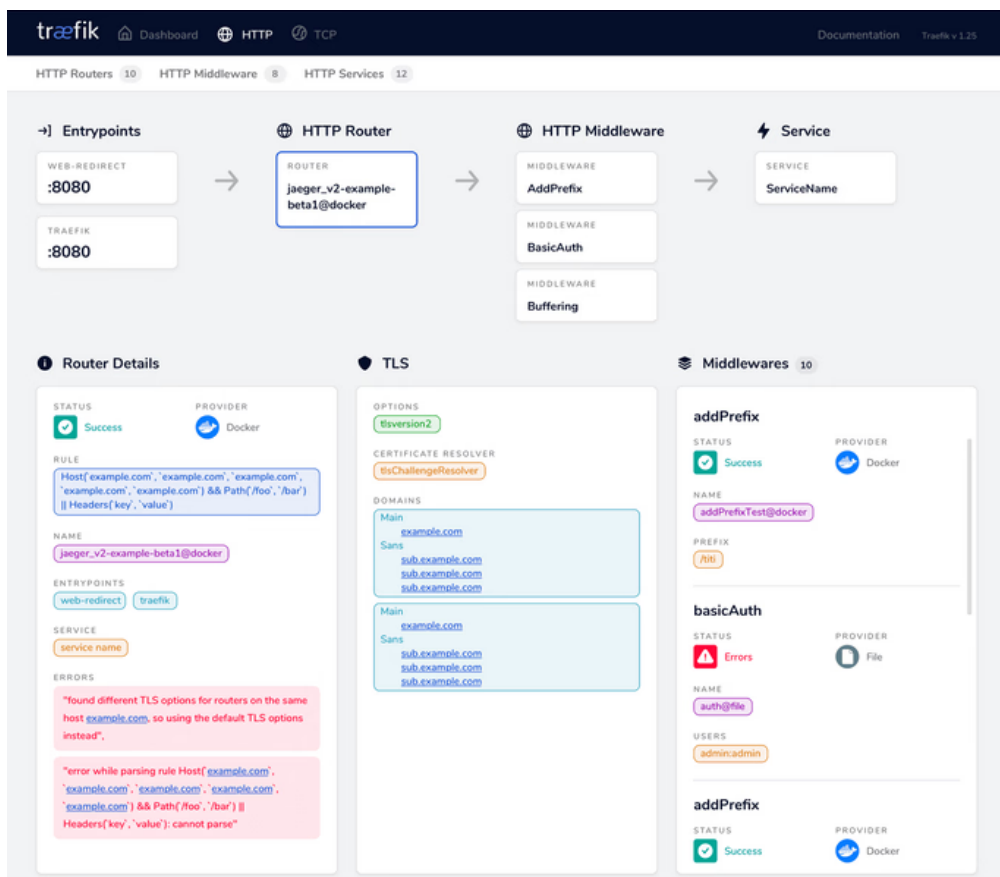 træfik
Dashboard
HTTP
TCP
Documentation
Traefik v 1.25
HTTP Routers 10
HTTP Middleware 8
HTTP Services 12
Entrypoints
WEB-REDIRECT
:8080
TRAEFIK
:8080
HTTP Router
ROUTER
jaeger_v2-example-
beta1@docker
HTTP Middleware
MIDDLEWARE
AddPrefix
MIDDLEWARE
BasicAuth
MIDDLEWARE
Buffering
Service
SERVICE
ServiceName
Router Details
STATUS
Success
PROVIDER
Docker
RULE
Host(`example.com`, `example.com`, `example.com`,
`example.com`, `example.com`) && Path(`/foo`, `/bar`)
|| Headers(`key`, `value`)
NAME
jaeger_v2-example-beta1@docker
ENTRYPOINTS
web-redirect traefik
SERVICE
service name
ERRORS
"found different TLS options for routers on the same
host example.com, so using the default TLS options
instead",
"error while parsing rule Host(`example.com`,
`example.com`, `example.com`, `example.com`,
`example.com`) && Path(`/foo`, `/bar`) ||
Headers(`key`, `value`): cannot parse"
TLS
OPTIONS
tlsversion2
CERTIFICATE RESOLVER
tlsChallengeResolver
DOMAINS
Main
example.com
Sans
sub.example.com
sub.example.com
sub.example.com
Main
example.com
Sans
sub.example.com
sub.example.com
sub.example.com
Middlewares 10
addPrefix
STATUS
Success
PROVIDER
Docker
NAME
addPrefixTest@docker
PREFIX
/titi
basicAuth
STATUS
Errors
PROVIDER
File
NAME
auth@file
USERS
admin:admin
addPrefix
STATUS
Success
PROVIDER
Docker